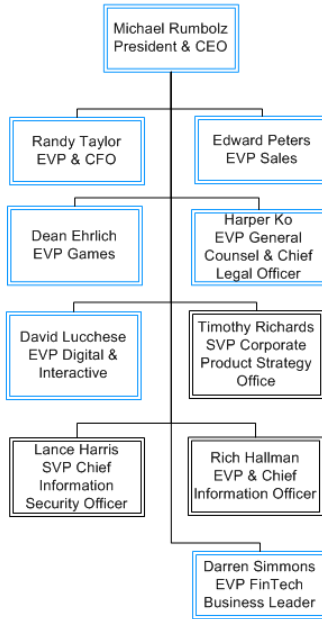 Michael Rumbolz
President & CEO
Randy Taylor
EVP & CFO
Edward Peters
EVP Sales
Dean Ehrlich
EVP Games
Harper Ko
EVP General
Counsel & Chief
Legal Officer
David Lucchese
EVP Digital &
Interactive
Timothy Richards
SVP Corporate
Product Strategy
Office
Lance Harris
SVP Chief
Information
Security Officer
Rich Hallman
EVP & Chief
Information Officer
Darren Simmons
EVP FinTech
Business Leader